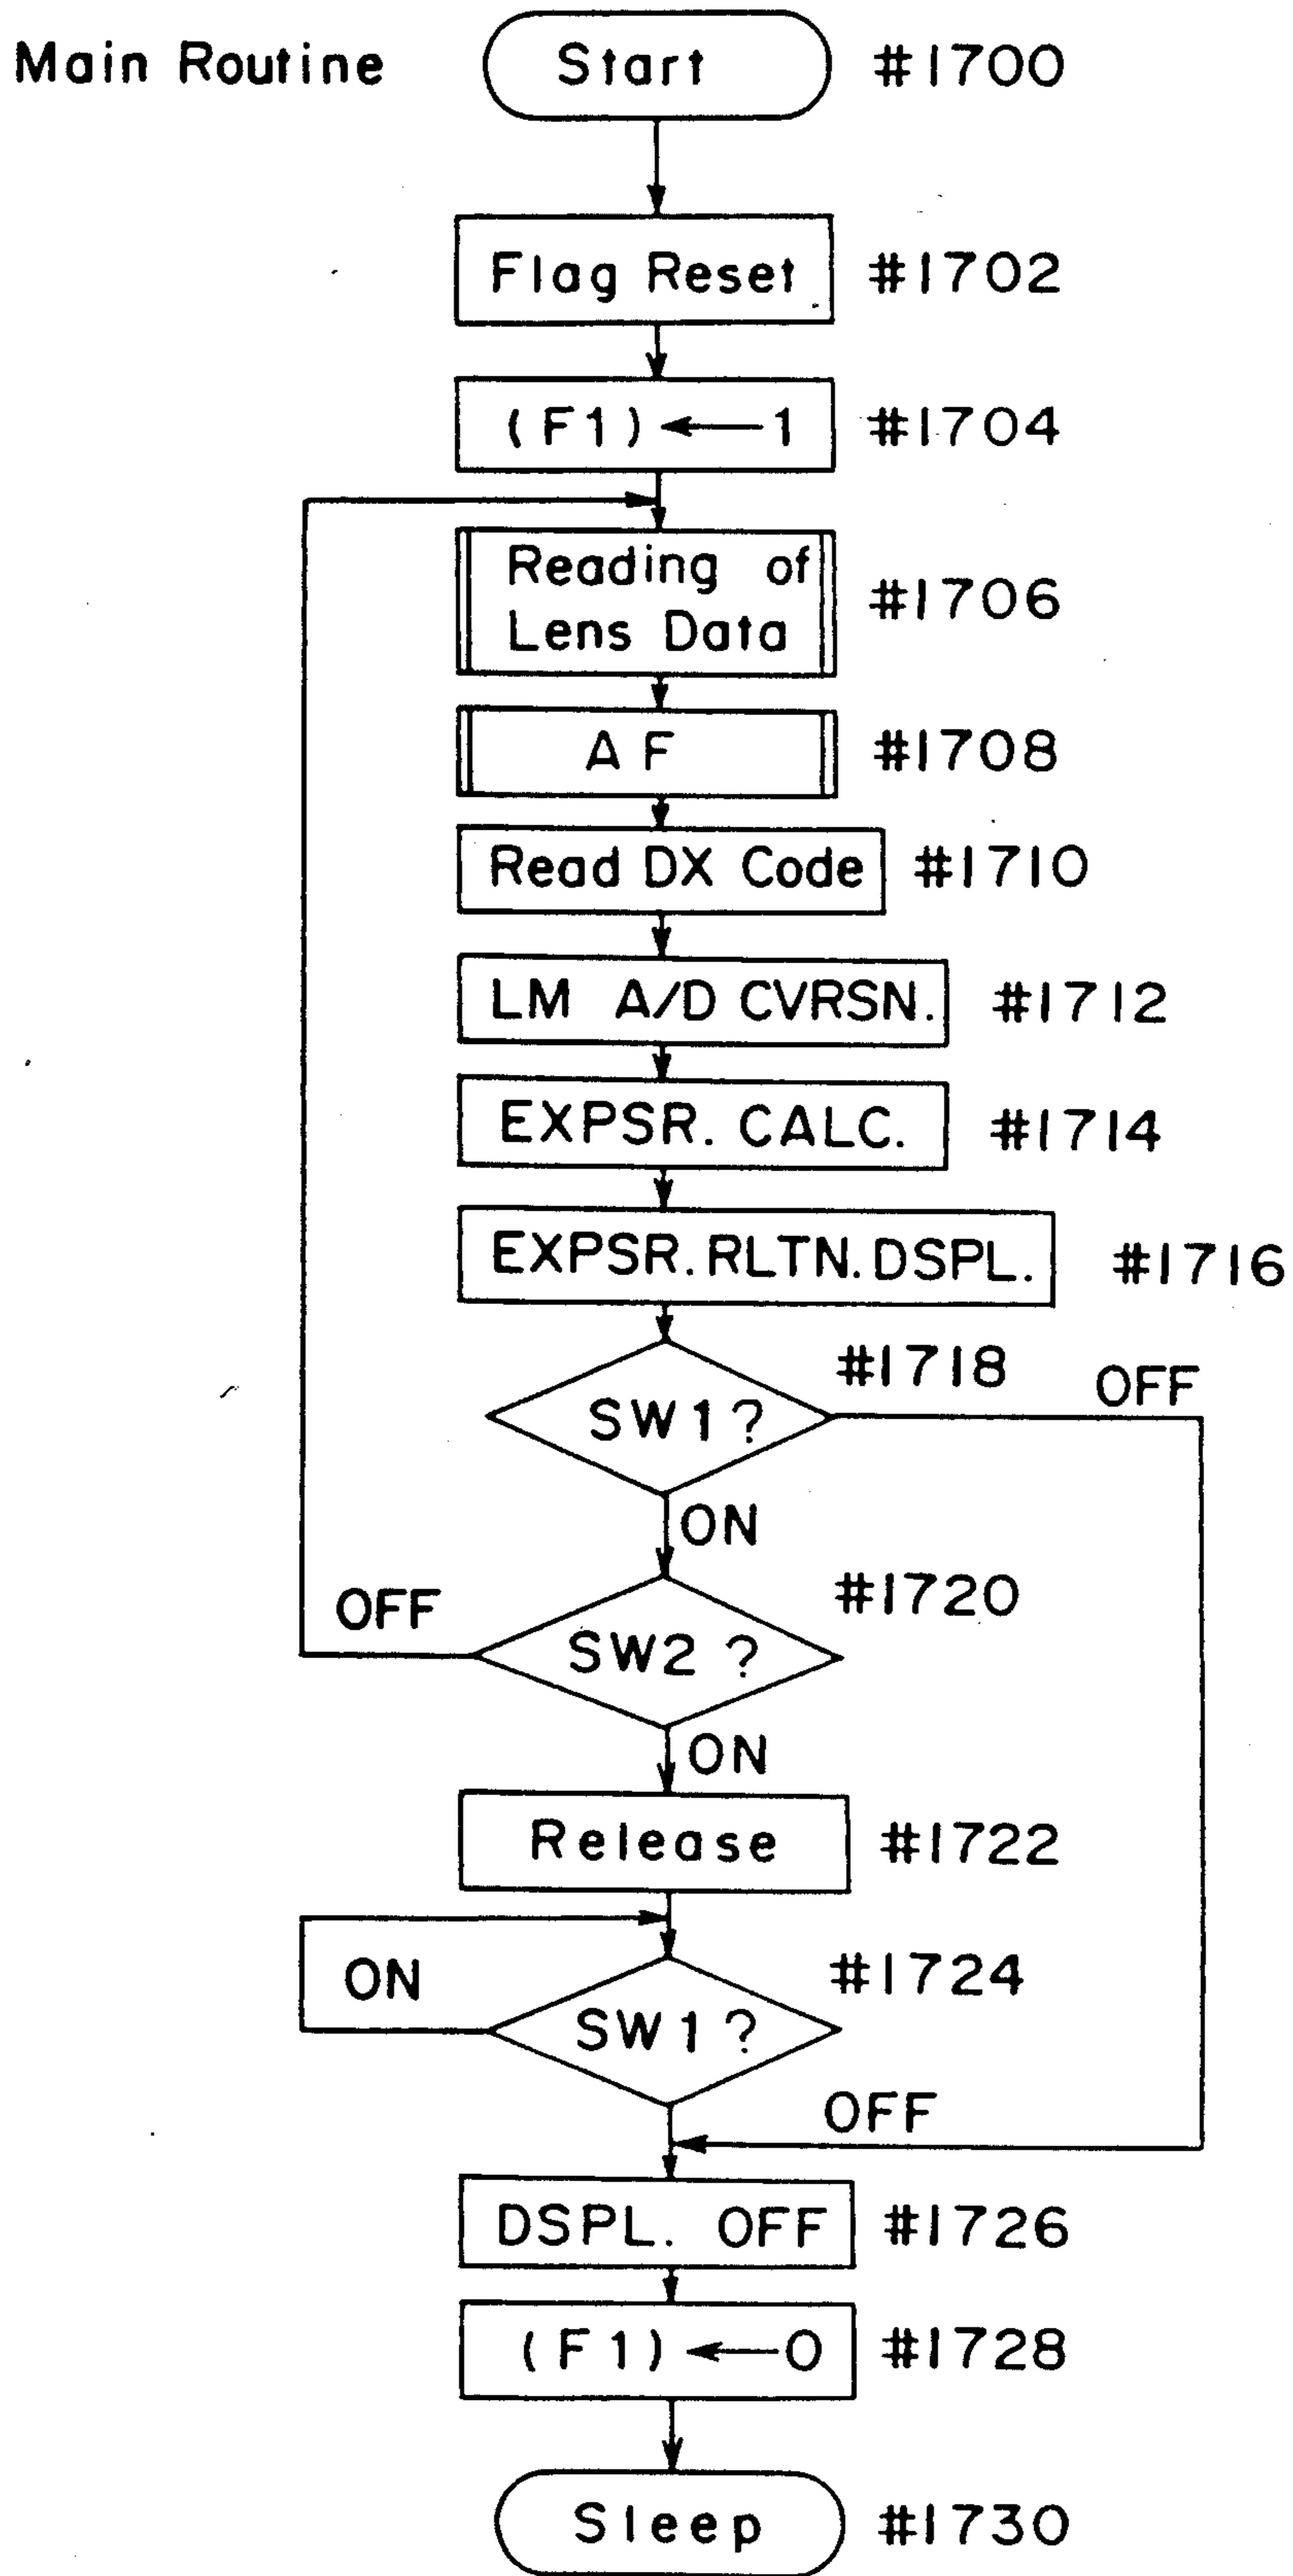 Main Routine
Start #1700
Flag Reset #1702
(F1) ← 1 #1704
Reading of
Lens Data #1706
AF #1708
Read DX Code #1710
LM A/D CVRSN. #1712
EXPSR. CALC. #1714
EXPSR. RLTN. DSPL. #1716
#1718
OFF
SW1?
ON
#1720
OFF
SW2 ?
ON
Release #1722
#1724
ON
SW1?
OFF
DSPL. OFF #1726
(F1) ← 0 #1728
Sleep #1730